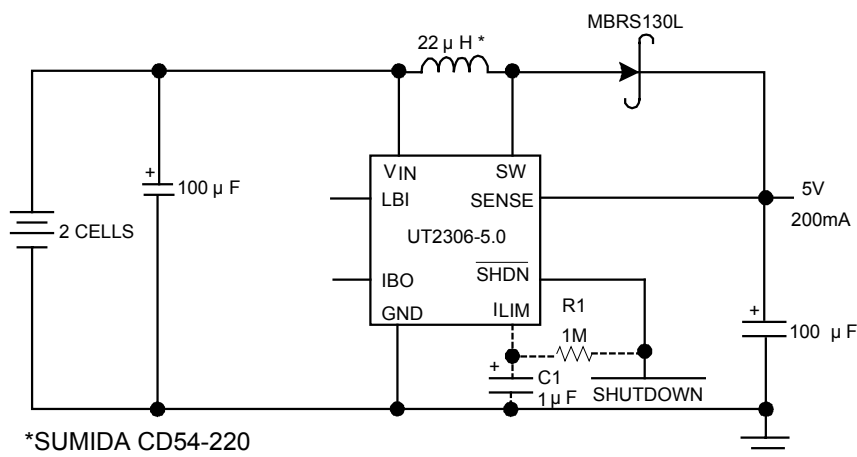 MBRS130L
22 μ H *
VIN
SW
100 μ F
LBI
SENSE
5V
200mA
2 CELLS
UT2306-5.0
IBO
SHDN
GND
ILIM
R1
1M
100 μ F
C1
1μ F
SHUTDOWN
*SUMIDA CD54-220